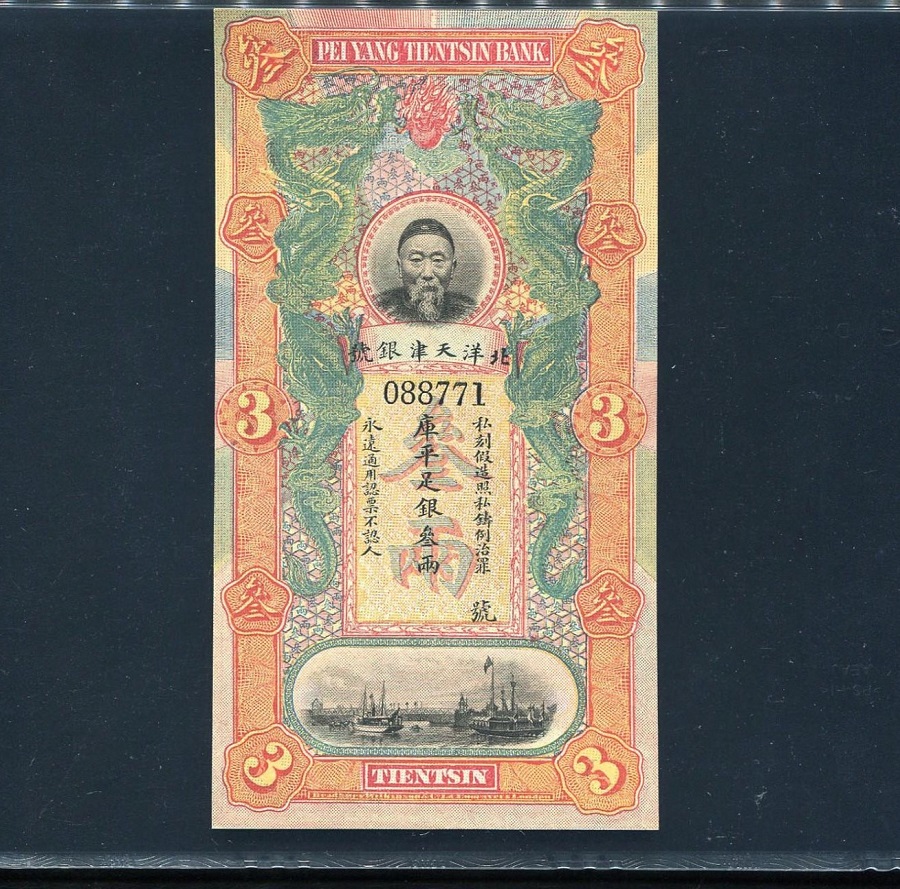 PEI YANG TIENTSIN BANK
叁 叁
北洋天津銀號
088771
私刻假造照私鑄例治罪
庫平足銀叁兩
永遠通用認票不認人
叁兩
號
3 3
叁 叁
3 3
TIENTSIN